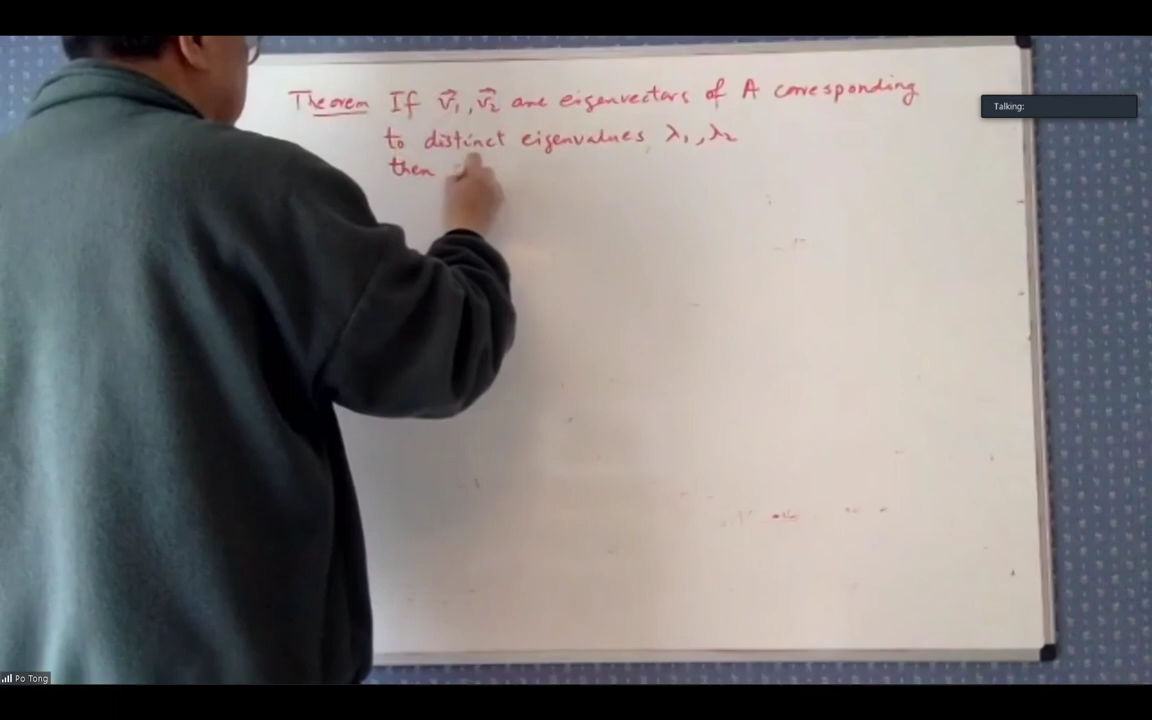 Theorem If v⃗₁, v⃗₂ are eigenvectors of A corresponding
to distinct eigenvalues λ₁, λ₂
then
Talking:
Po Tong